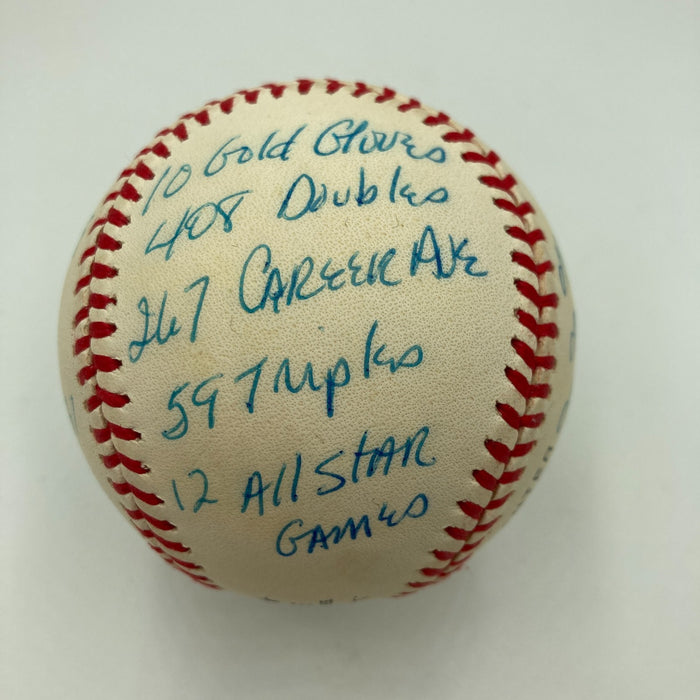 10 Gold Gloves
408 Doubles
267 CAREER AVE
59 Triples
12 All STAR
GAMES